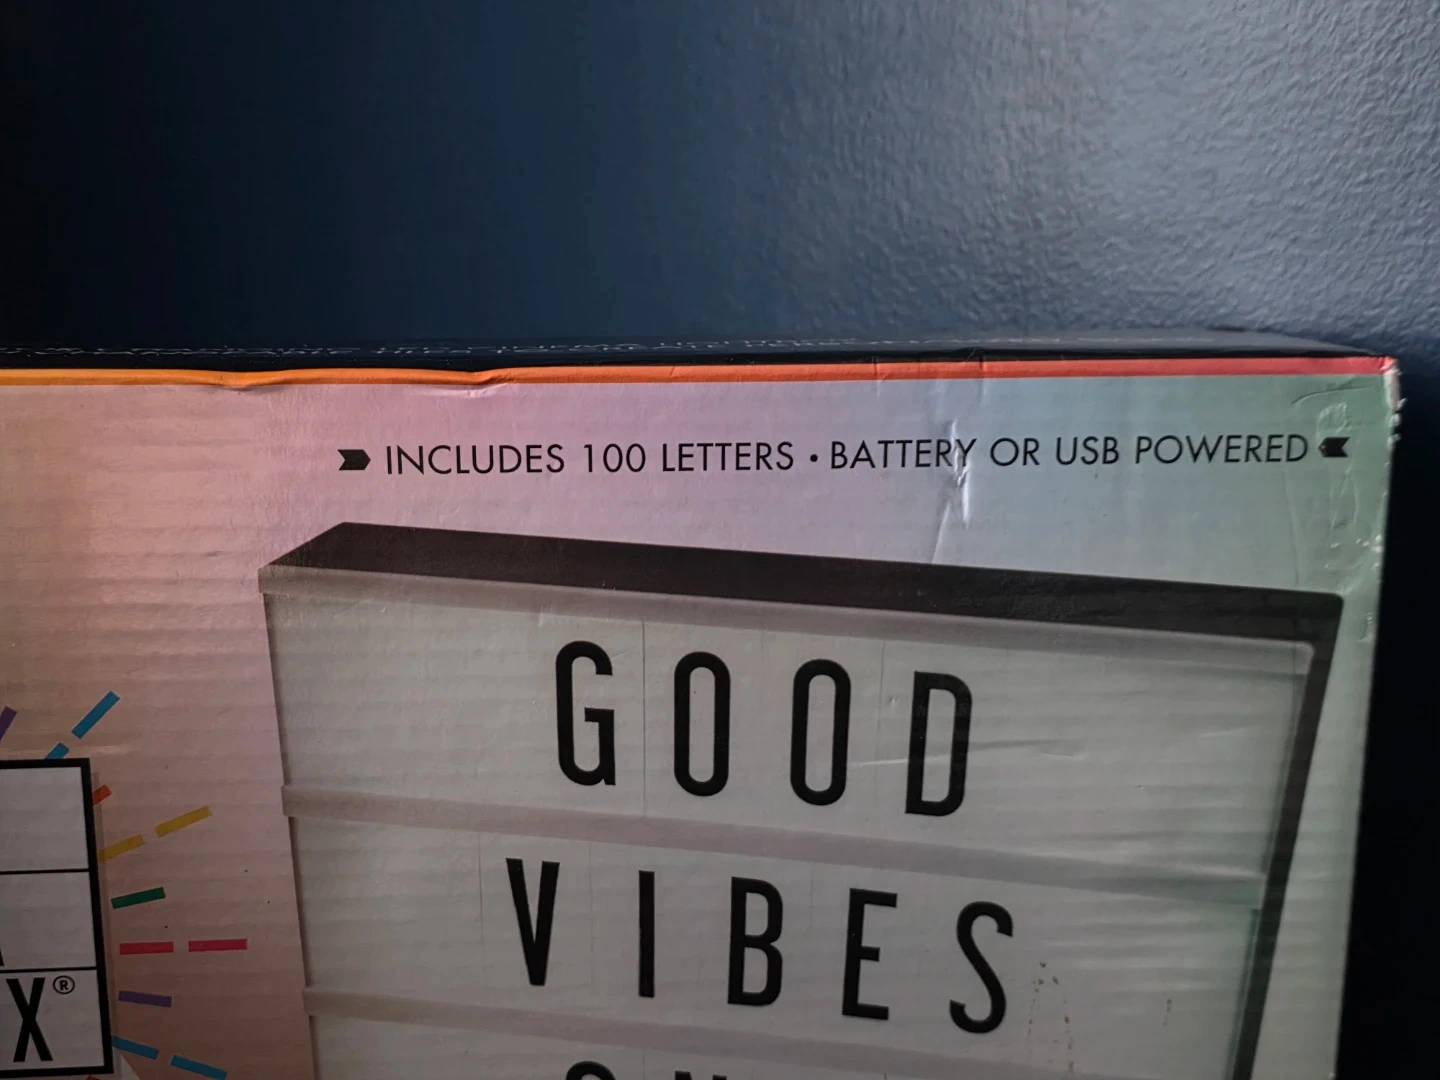 INCLUDES 100 LETTERS • BATTERY OR USB POWERED
GOOD
VIBES
X®